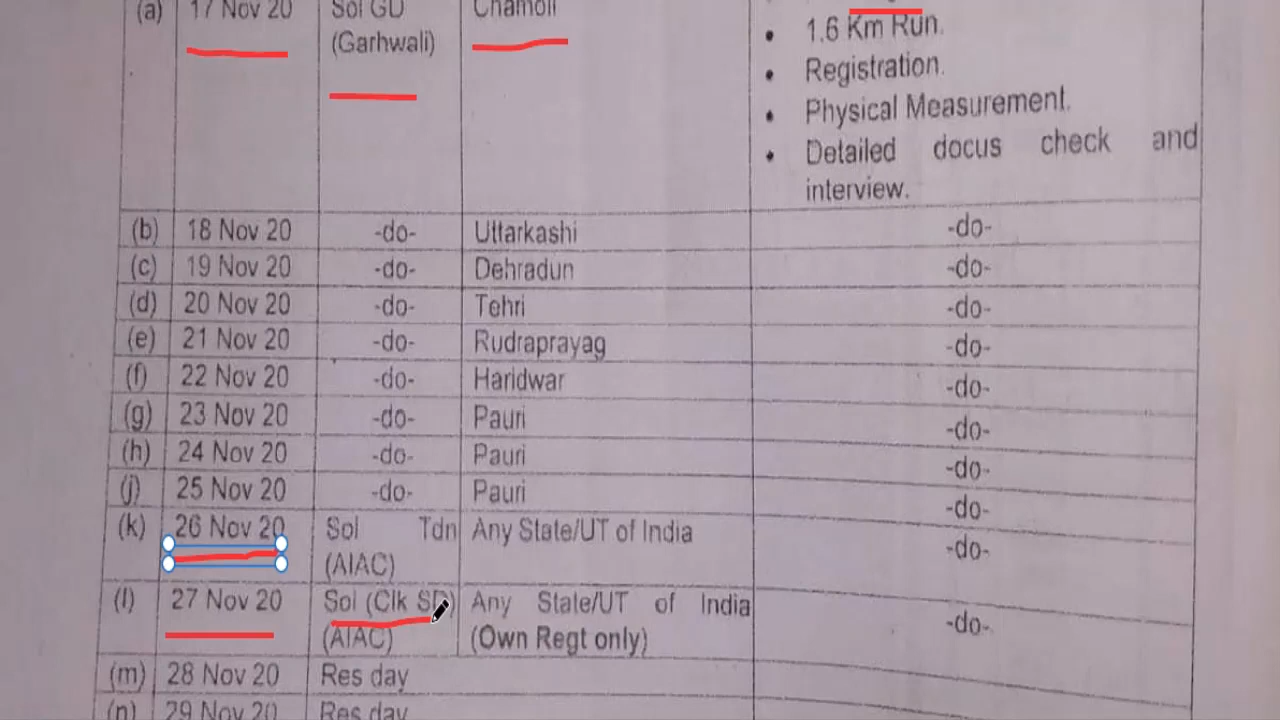 (a) 17 Nov 20 Sol GD Chamoli
(Garhwali)
• 1.6 Km Run.
• Registration.
• Physical Measurement.
• Detailed docus check and
interview.
(b) 18 Nov 20 -do- Uttarkashi -do-
(c) 19 Nov 20 -do- Dehradun -do-
(d) 20 Nov 20 -do- Tehri -do-
(e) 21 Nov 20 -do- Rudraprayag -do-
(f) 22 Nov 20 -do- Haridwar -do-
(g) 23 Nov 20 -do- Pauri -do-
(h) 24 Nov 20 -do- Pauri -do-
(j) 25 Nov 20 -do- Pauri -do-
(k) 26 Nov 20 Sol Tdn Any State/UT of India -do-
(AIAC)
(l) 27 Nov 20 Sol (Clk SD) Any State/UT of India -do-
(AIAC) (Own Regt only)
(m) 28 Nov 20 Res day
(n) 29 Nov 20 Res day